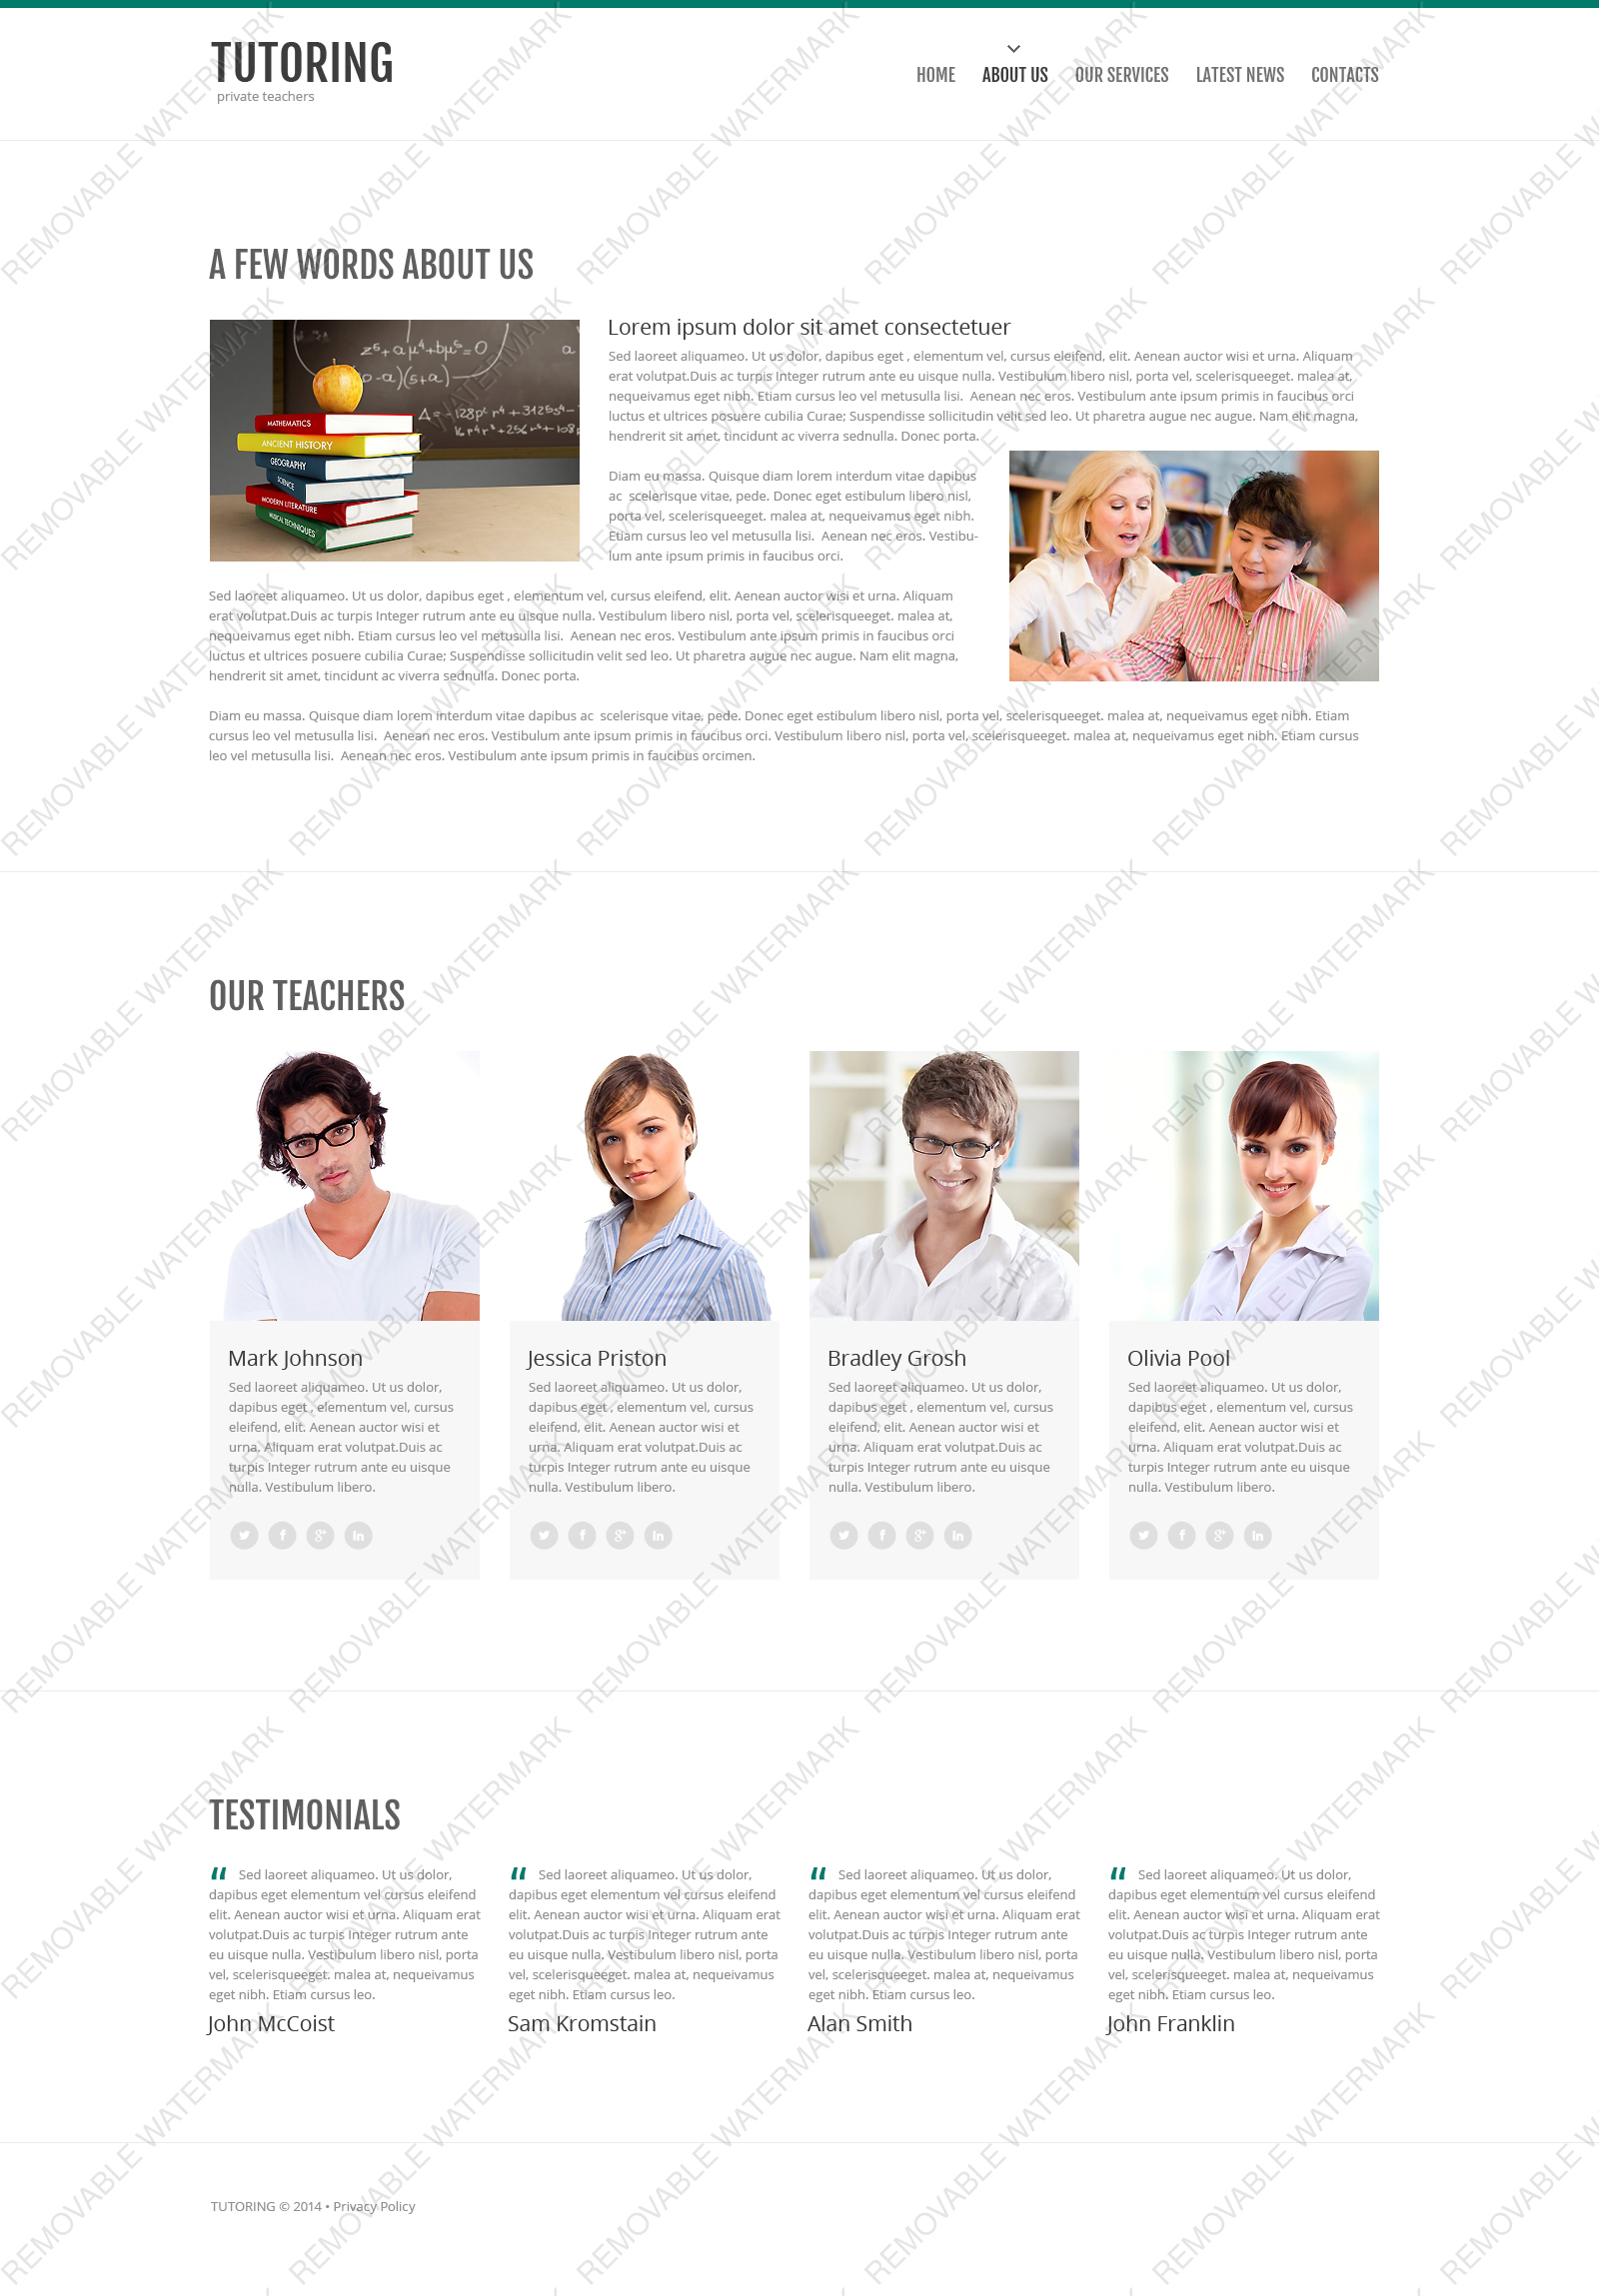 TUTORING
private teachers
HOME
ABOUT US
OUR SERVICES
LATEST NEWS
CONTACTS
A FEW WORDS ABOUT US
z⁵+aμ⁴+bμ⁵=0
MATHEMATICS
ANCIENT HISTORY
GEOGRAPHY
SCIENCE
MODERN LITERATURE
MUSICAL TECHNIQUES
Lorem ipsum dolor sit amet consectetuer
Sed laoreet aliquameo. Ut us dolor, dapibus eget , elementum vel, cursus eleifend, elit. Aenean auctor wisi et urna. Aliquam
erat volutpat.Duis ac turpis Integer rutrum ante eu uisque nulla. Vestibulum libero nisl, porta vel, scelerisqueeget. malea at,
nequeivamus eget nibh. Etiam cursus leo vel metusulla lisi.  Aenean nec eros. Vestibulum ante ipsum primis in faucibus orci
luctus et ultrices posuere cubilia Curae; Suspendisse sollicitudin velit sed leo. Ut pharetra augue nec augue. Nam elit magna,
hendrerit sit amet, tincidunt ac viverra sednulla. Donec porta.
Diam eu massa. Quisque diam lorem interdum vitae dapibus
ac  scelerisque vitae, pede. Donec eget estibulum libero nisl,
porta vel, scelerisqueeget. malea at, nequeivamus eget nibh.
Etiam cursus leo vel metusulla lisi.  Aenean nec eros. Vestibu-
lum ante ipsum primis in faucibus orci.
Sed laoreet aliquameo. Ut us dolor, dapibus eget , elementum vel, cursus eleifend, elit. Aenean auctor wisi et urna. Aliquam
erat volutpat.Duis ac turpis Integer rutrum ante eu uisque nulla. Vestibulum libero nisl, porta vel, scelerisqueeget. malea at,
nequeivamus eget nibh. Etiam cursus leo vel metusulla lisi.  Aenean nec eros. Vestibulum ante ipsum primis in faucibus orci
luctus et ultrices posuere cubilia Curae; Suspendisse sollicitudin velit sed leo. Ut pharetra augue nec augue. Nam elit magna,
hendrerit sit amet, tincidunt ac viverra sednulla. Donec porta.
Diam eu massa. Quisque diam lorem interdum vitae dapibus ac  scelerisque vitae, pede. Donec eget estibulum libero nisl, porta vel, scelerisqueeget. malea at, nequeivamus eget nibh. Etiam
cursus leo vel metusulla lisi.  Aenean nec eros. Vestibulum ante ipsum primis in faucibus orci. Vestibulum libero nisl, porta vel, scelerisqueeget. malea at, nequeivamus eget nibh. Etiam cursus
leo vel metusulla lisi.  Aenean nec eros. Vestibulum ante ipsum primis in faucibus orcimen.
OUR TEACHERS
Mark Johnson
Sed laoreet aliquameo. Ut us dolor,
dapibus eget , elementum vel, cursus
eleifend, elit. Aenean auctor wisi et
urna. Aliquam erat volutpat.Duis ac
turpis Integer rutrum ante eu uisque
nulla. Vestibulum libero.
Jessica Priston
Sed laoreet aliquameo. Ut us dolor,
dapibus eget , elementum vel, cursus
eleifend, elit. Aenean auctor wisi et
urna. Aliquam erat volutpat.Duis ac
turpis Integer rutrum ante eu uisque
nulla. Vestibulum libero.
Bradley Grosh
Sed laoreet aliquameo. Ut us dolor,
dapibus eget , elementum vel, cursus
eleifend, elit. Aenean auctor wisi et
urna. Aliquam erat volutpat.Duis ac
turpis Integer rutrum ante eu uisque
nulla. Vestibulum libero.
Olivia Pool
Sed laoreet aliquameo. Ut us dolor,
dapibus eget , elementum vel, cursus
eleifend, elit. Aenean auctor wisi et
urna. Aliquam erat volutpat.Duis ac
turpis Integer rutrum ante eu uisque
nulla. Vestibulum libero.
TESTIMONIALS
“ Sed laoreet aliquameo. Ut us dolor,
dapibus eget elementum vel cursus eleifend
elit. Aenean auctor wisi et urna. Aliquam erat
volutpat.Duis ac turpis Integer rutrum ante
eu uisque nulla. Vestibulum libero nisl, porta
vel, scelerisqueeget. malea at, nequeivamus
eget nibh. Etiam cursus leo.
John McCoist
“ Sed laoreet aliquameo. Ut us dolor,
dapibus eget elementum vel cursus eleifend
elit. Aenean auctor wisi et urna. Aliquam erat
volutpat.Duis ac turpis Integer rutrum ante
eu uisque nulla. Vestibulum libero nisl, porta
vel, scelerisqueeget. malea at, nequeivamus
eget nibh. Etiam cursus leo.
Sam Kromstain
“ Sed laoreet aliquameo. Ut us dolor,
dapibus eget elementum vel cursus eleifend
elit. Aenean auctor wisi et urna. Aliquam erat
volutpat.Duis ac turpis Integer rutrum ante
eu uisque nulla. Vestibulum libero nisl, porta
vel, scelerisqueeget. malea at, nequeivamus
eget nibh. Etiam cursus leo.
Alan Smith
“ Sed laoreet aliquameo. Ut us dolor,
dapibus eget elementum vel cursus eleifend
elit. Aenean auctor wisi et urna. Aliquam erat
volutpat.Duis ac turpis Integer rutrum ante
eu uisque nulla. Vestibulum libero nisl, porta
vel, scelerisqueeget. malea at, nequeivamus
eget nibh. Etiam cursus leo.
John Franklin
TUTORING © 2014 • Privacy Policy
REMOVABLE WATERMARK